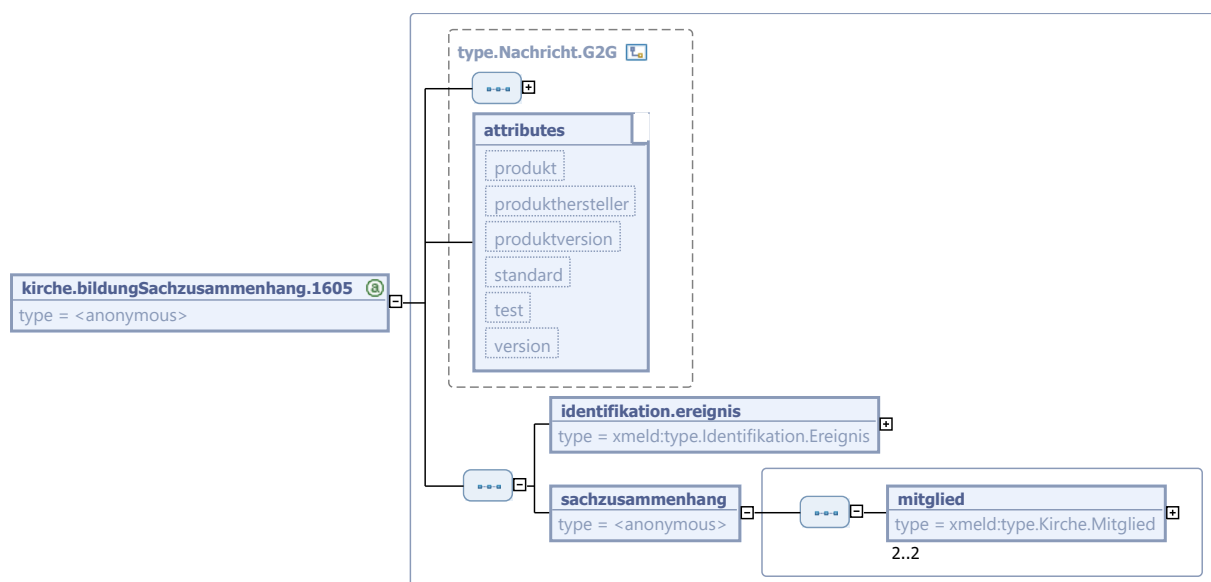 type.Nachricht.G2G
attributes
produkt
produkthersteller
produktversion
standard
test
version
kirche.bildungSachzusammenhang.1605
type = <anonymous>
identifikation.ereignis
type = xmeld:type.Identifikation.Ereignis
sachzusammenhang
type = <anonymous>
mitglied
type = xmeld:type.Kirche.Mitglied
2..2